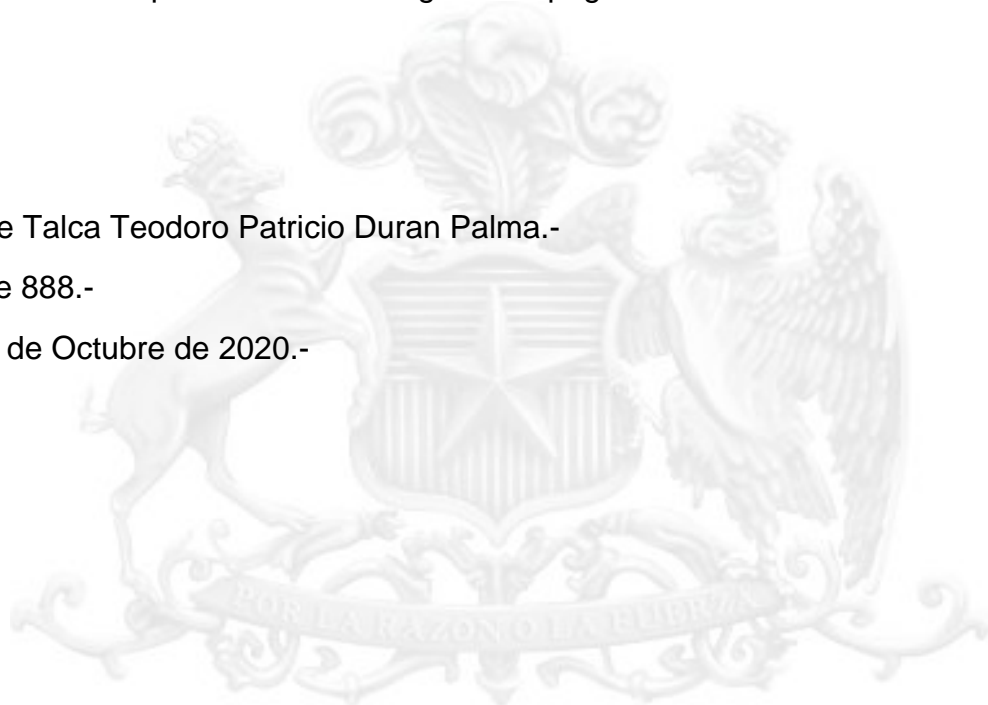 e Talca Teodoro Patricio Duran Palma.-
e 888.-
de Octubre de 2020.-
POR LA RAZON O LA FUERZA